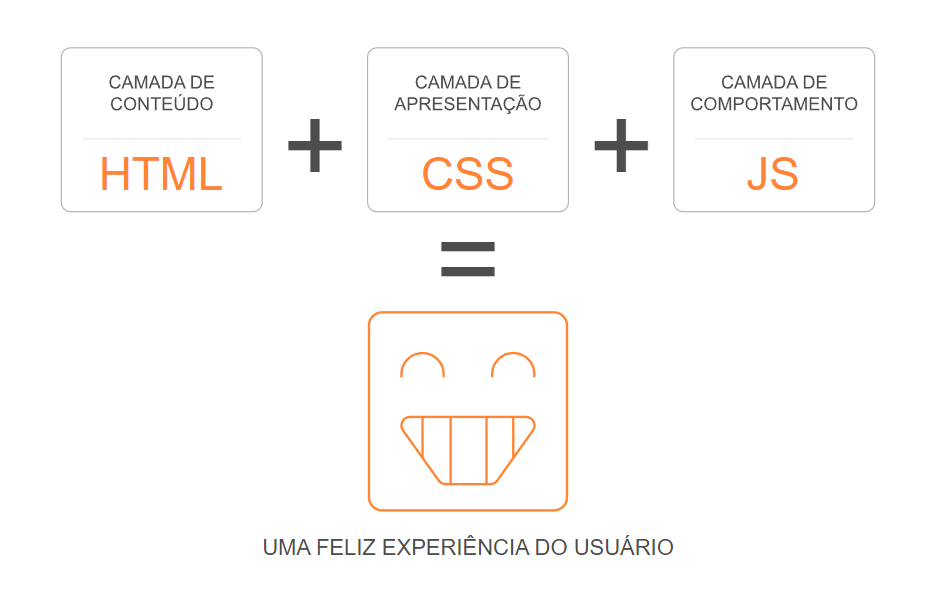 CAMADA DE
CONTEÚDO
HTML
+
CAMADA DE
APRESENTAÇÃO
CSS
+
CAMADA DE
COMPORTAMENTO
JS
=
UMA FELIZ EXPERIÊNCIA DO USUÁRIO